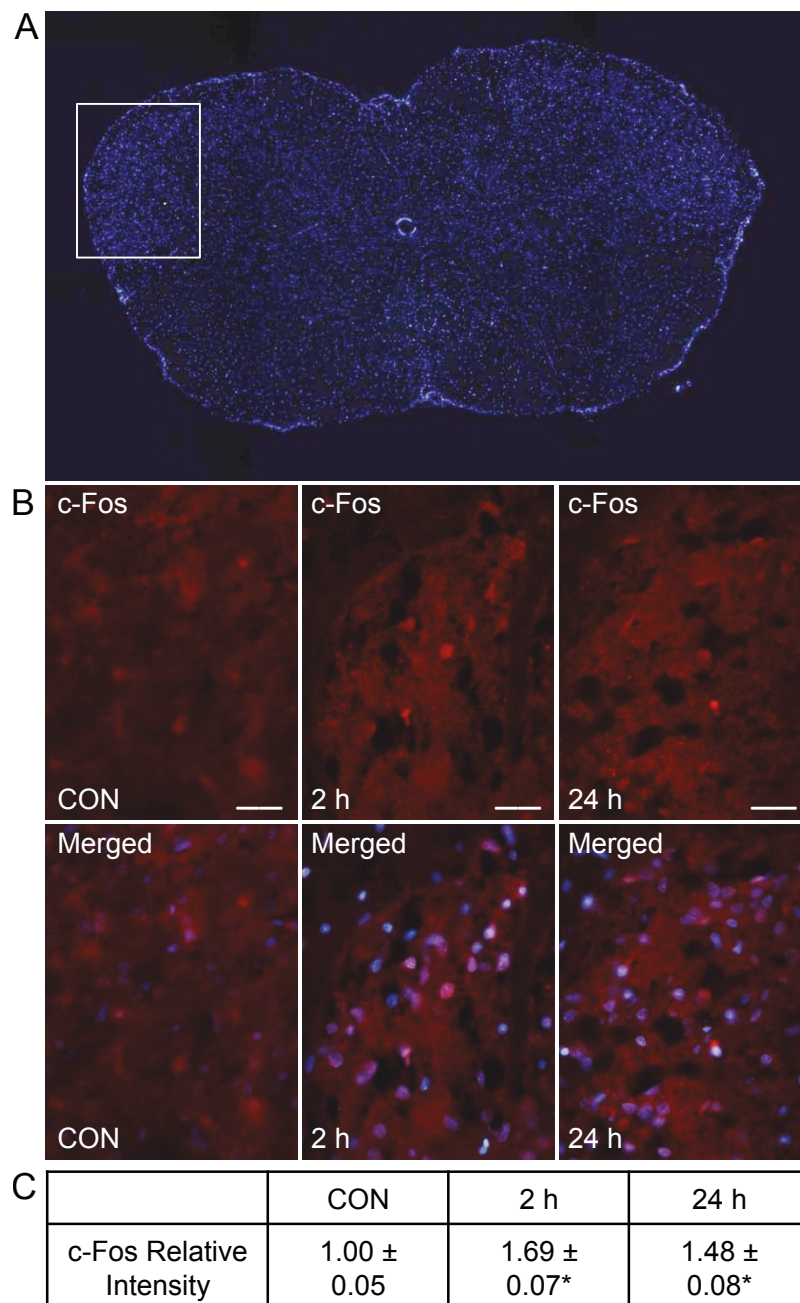 A
B
c-Fos c-Fos c-Fos
CON 2 h 24 h
Merged Merged Merged
CON 2 h 24 h
C
CON 2 h 24 h
c-Fos Relative Intensity 1.00 ± 0.05 1.69 ± 0.07* 1.48 ± 0.08*